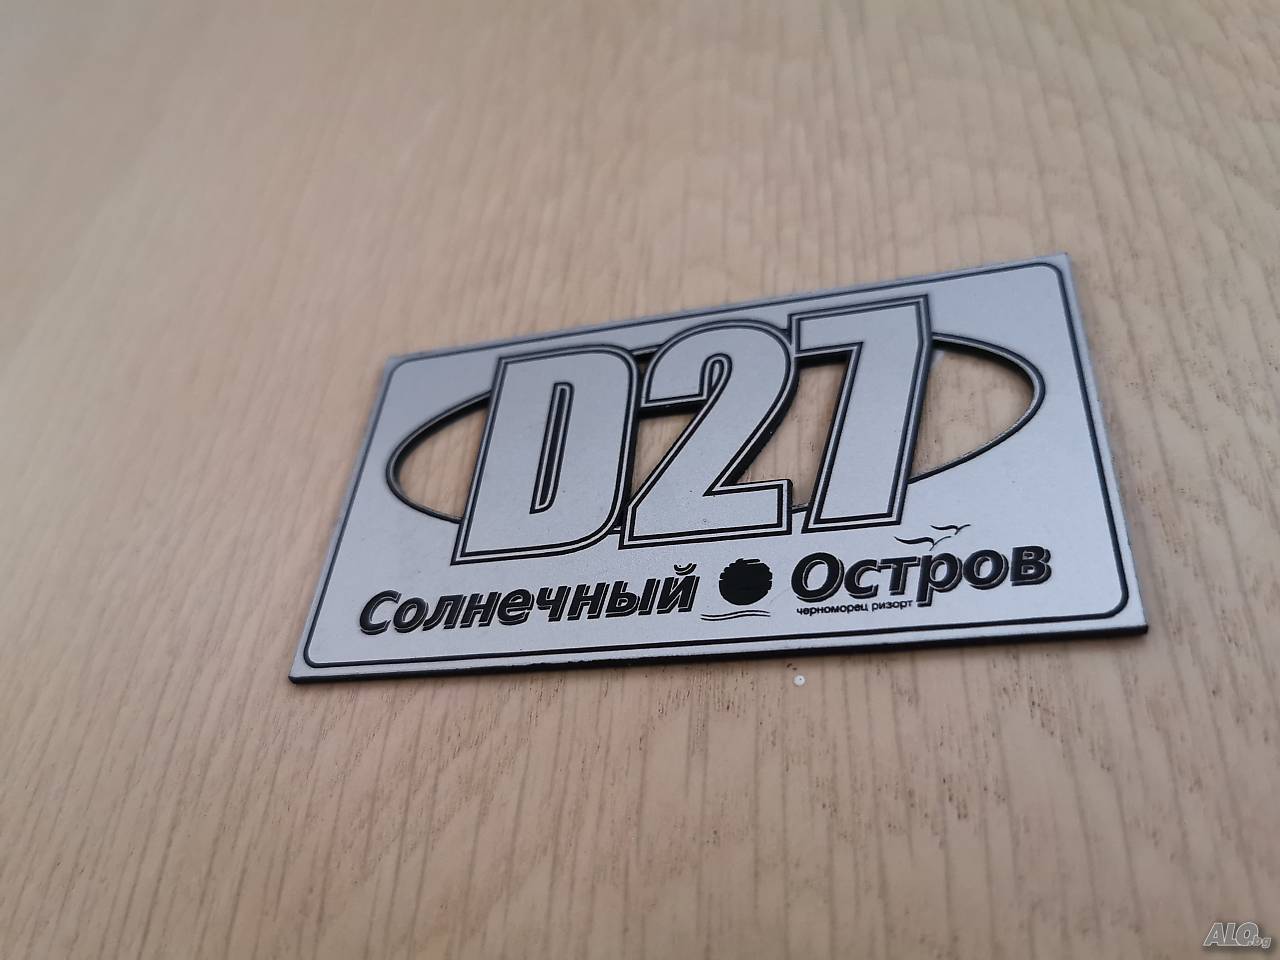 D27
Солнечный Остров
черноморец ризорт
ALO.bg